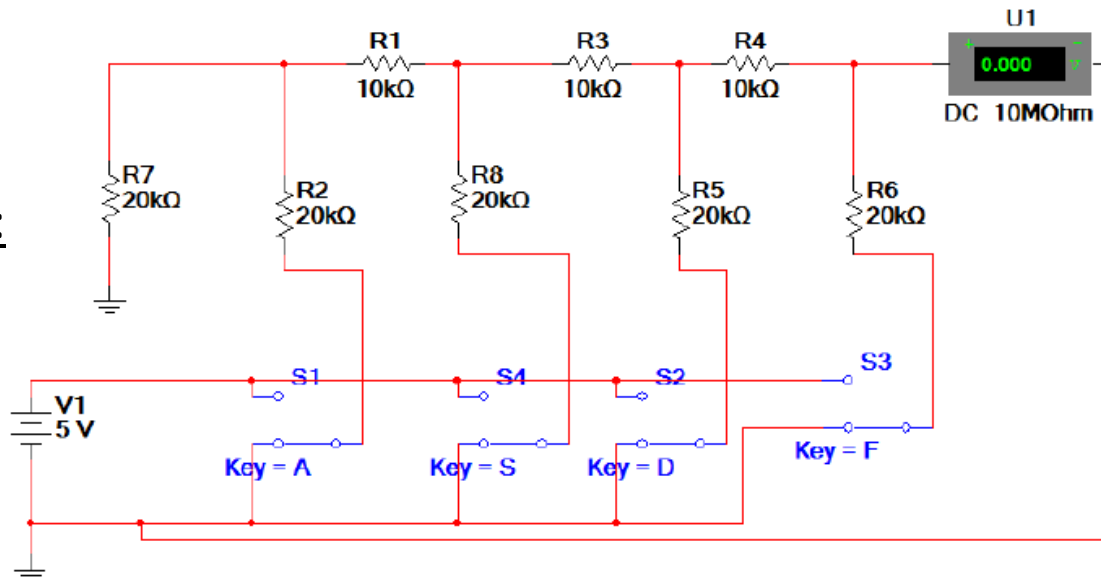 U1
R1
R3
R4
+
-
0.000
V
10kΩ
10kΩ
10kΩ
DC 10MOhm
R7
20kΩ
R2
20kΩ
R8
20kΩ
R5
20kΩ
R6
20kΩ
:
S1
S4
S2
S3
V1
5 V
Key = A
Key = S
Key = D
Key = F